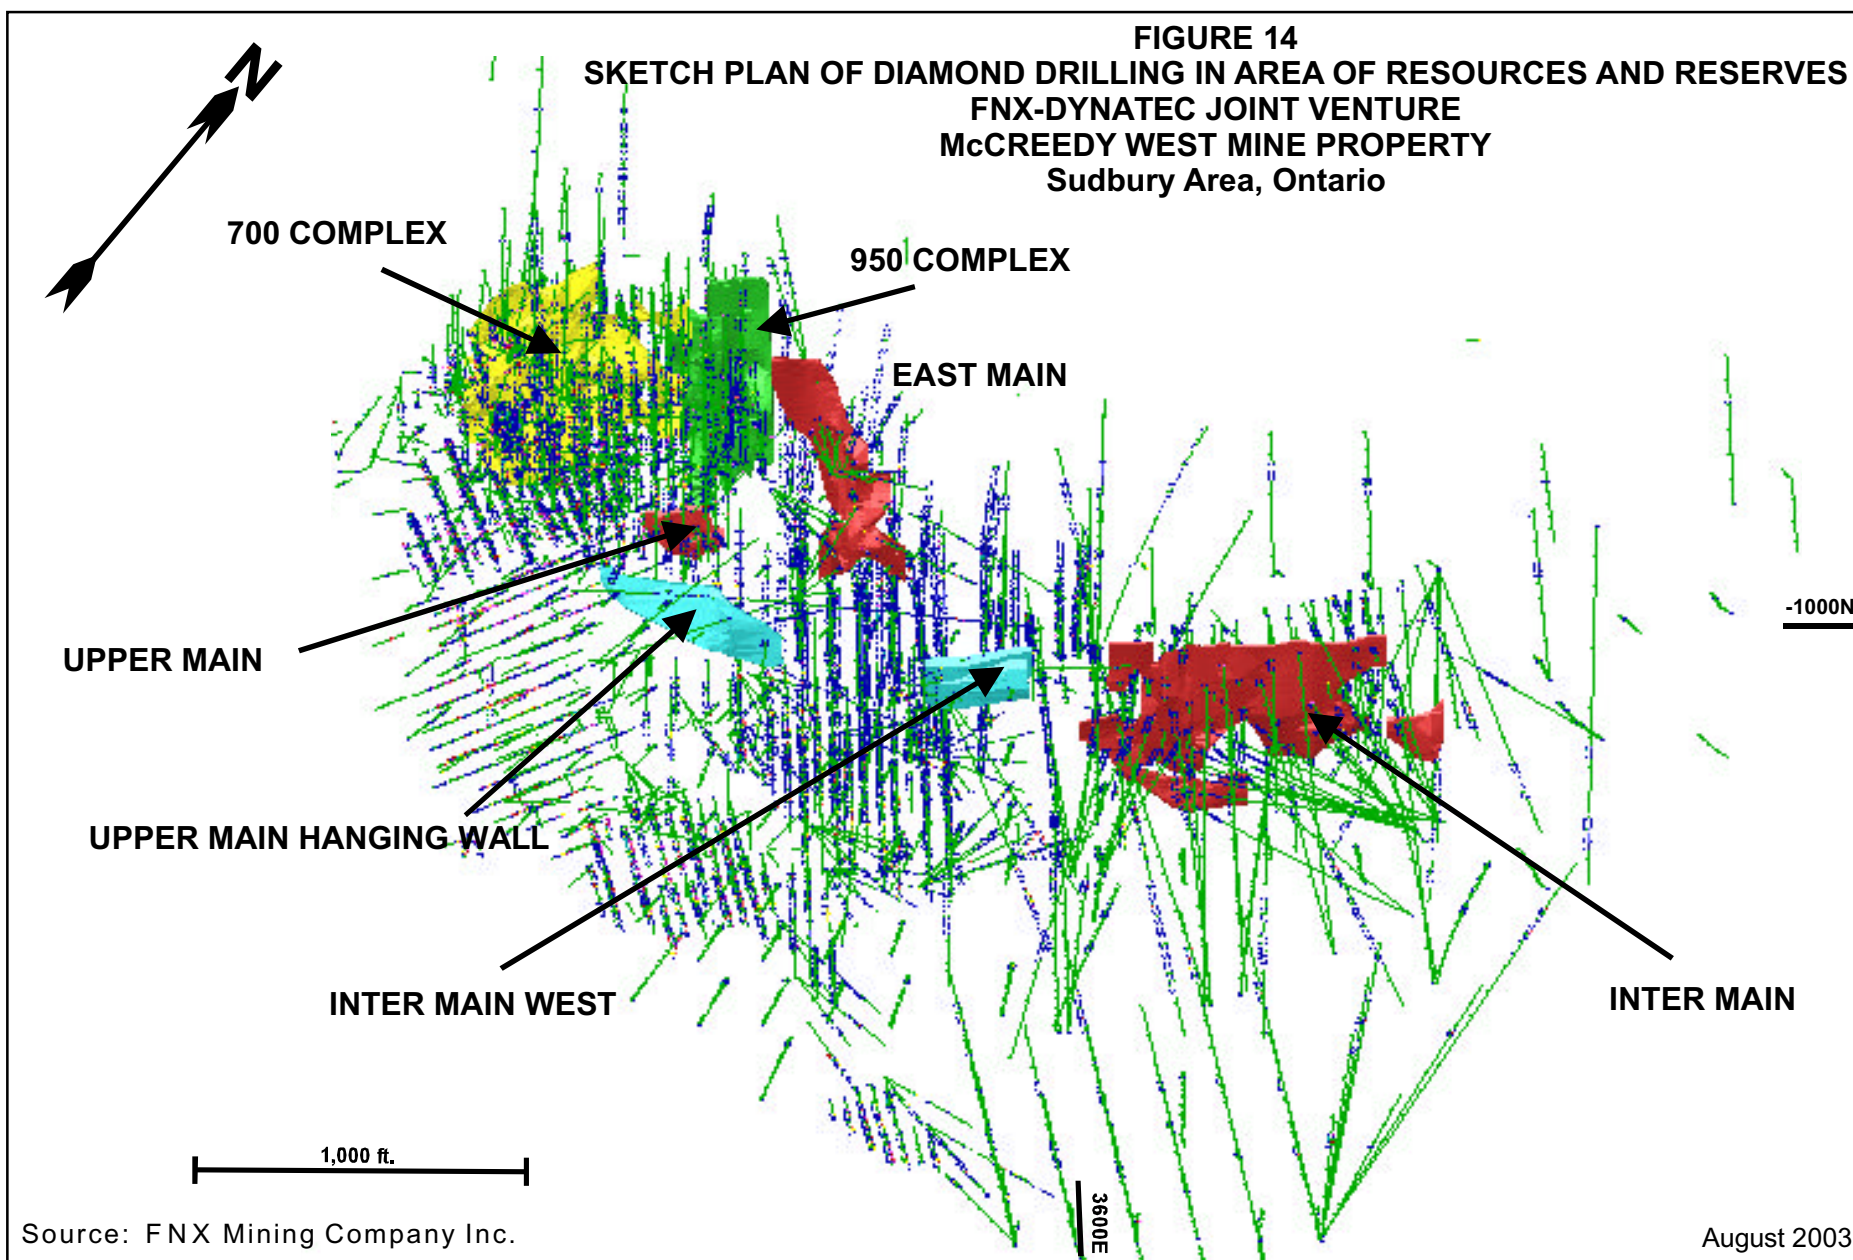 FIGURE 14
SKETCH PLAN OF DIAMOND DRILLING IN AREA OF RESOURCES AND RESERVES
FNX-DYNATEC JOINT VENTURE
McCREEDY WEST MINE PROPERTY
Sudbury Area, Ontario
N
700 COMPLEX
950 COMPLEX
EAST MAIN
-1000N
UPPER MAIN
UPPER MAIN HANGING WALL
INTER MAIN WEST
INTER MAIN
1,000 ft.
3600E
Source: FNX Mining Company Inc.
August 2003